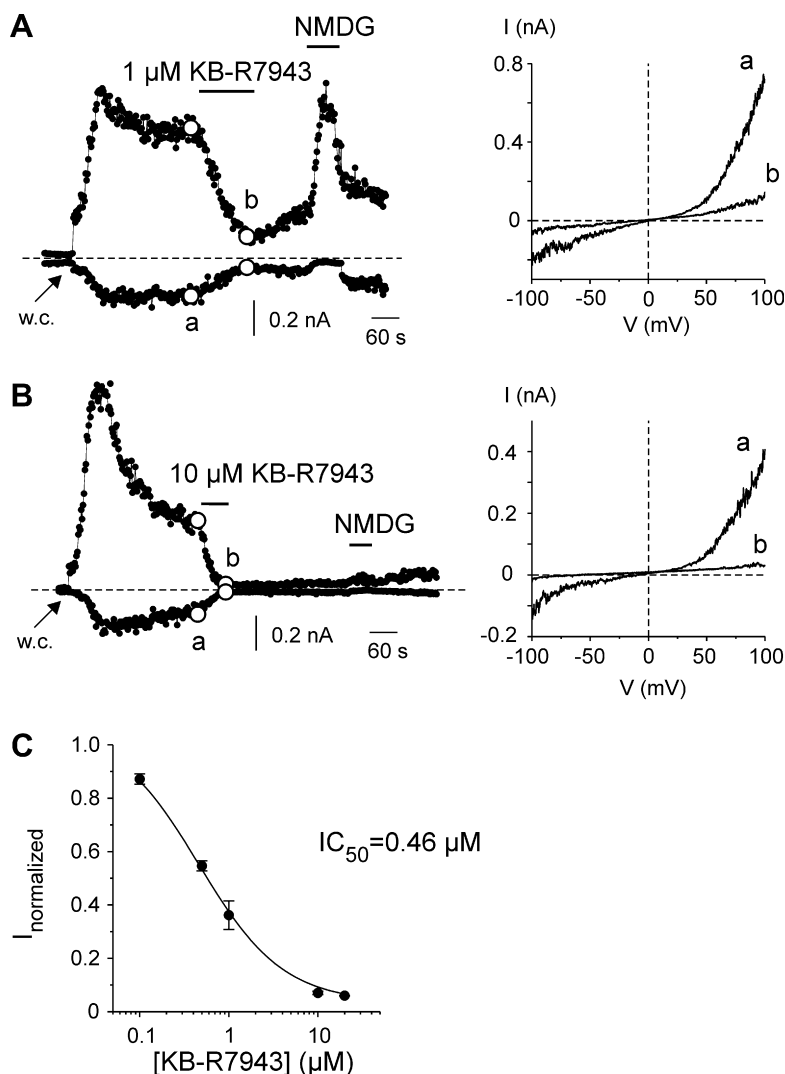 A
NMDG
1 µM KB-R7943
b
a
w.c.
0.2 nA
60 s
I (nA)
0.8
0.4
0
a
b
-100 -50 0 50 100
V (mV)
B
10 µM KB-R7943
NMDG
b
a
w.c.
0.2 nA
60 s
I (nA)
0.4
0.2
0
-0.2
a
b
-100 -50 0 50 100
V (mV)
C
1.0
0.8
0.6
0.4
0.2
0
Inormalized
IC50=0.46 µM
0.1 1 10
[KB-R7943] (µM)